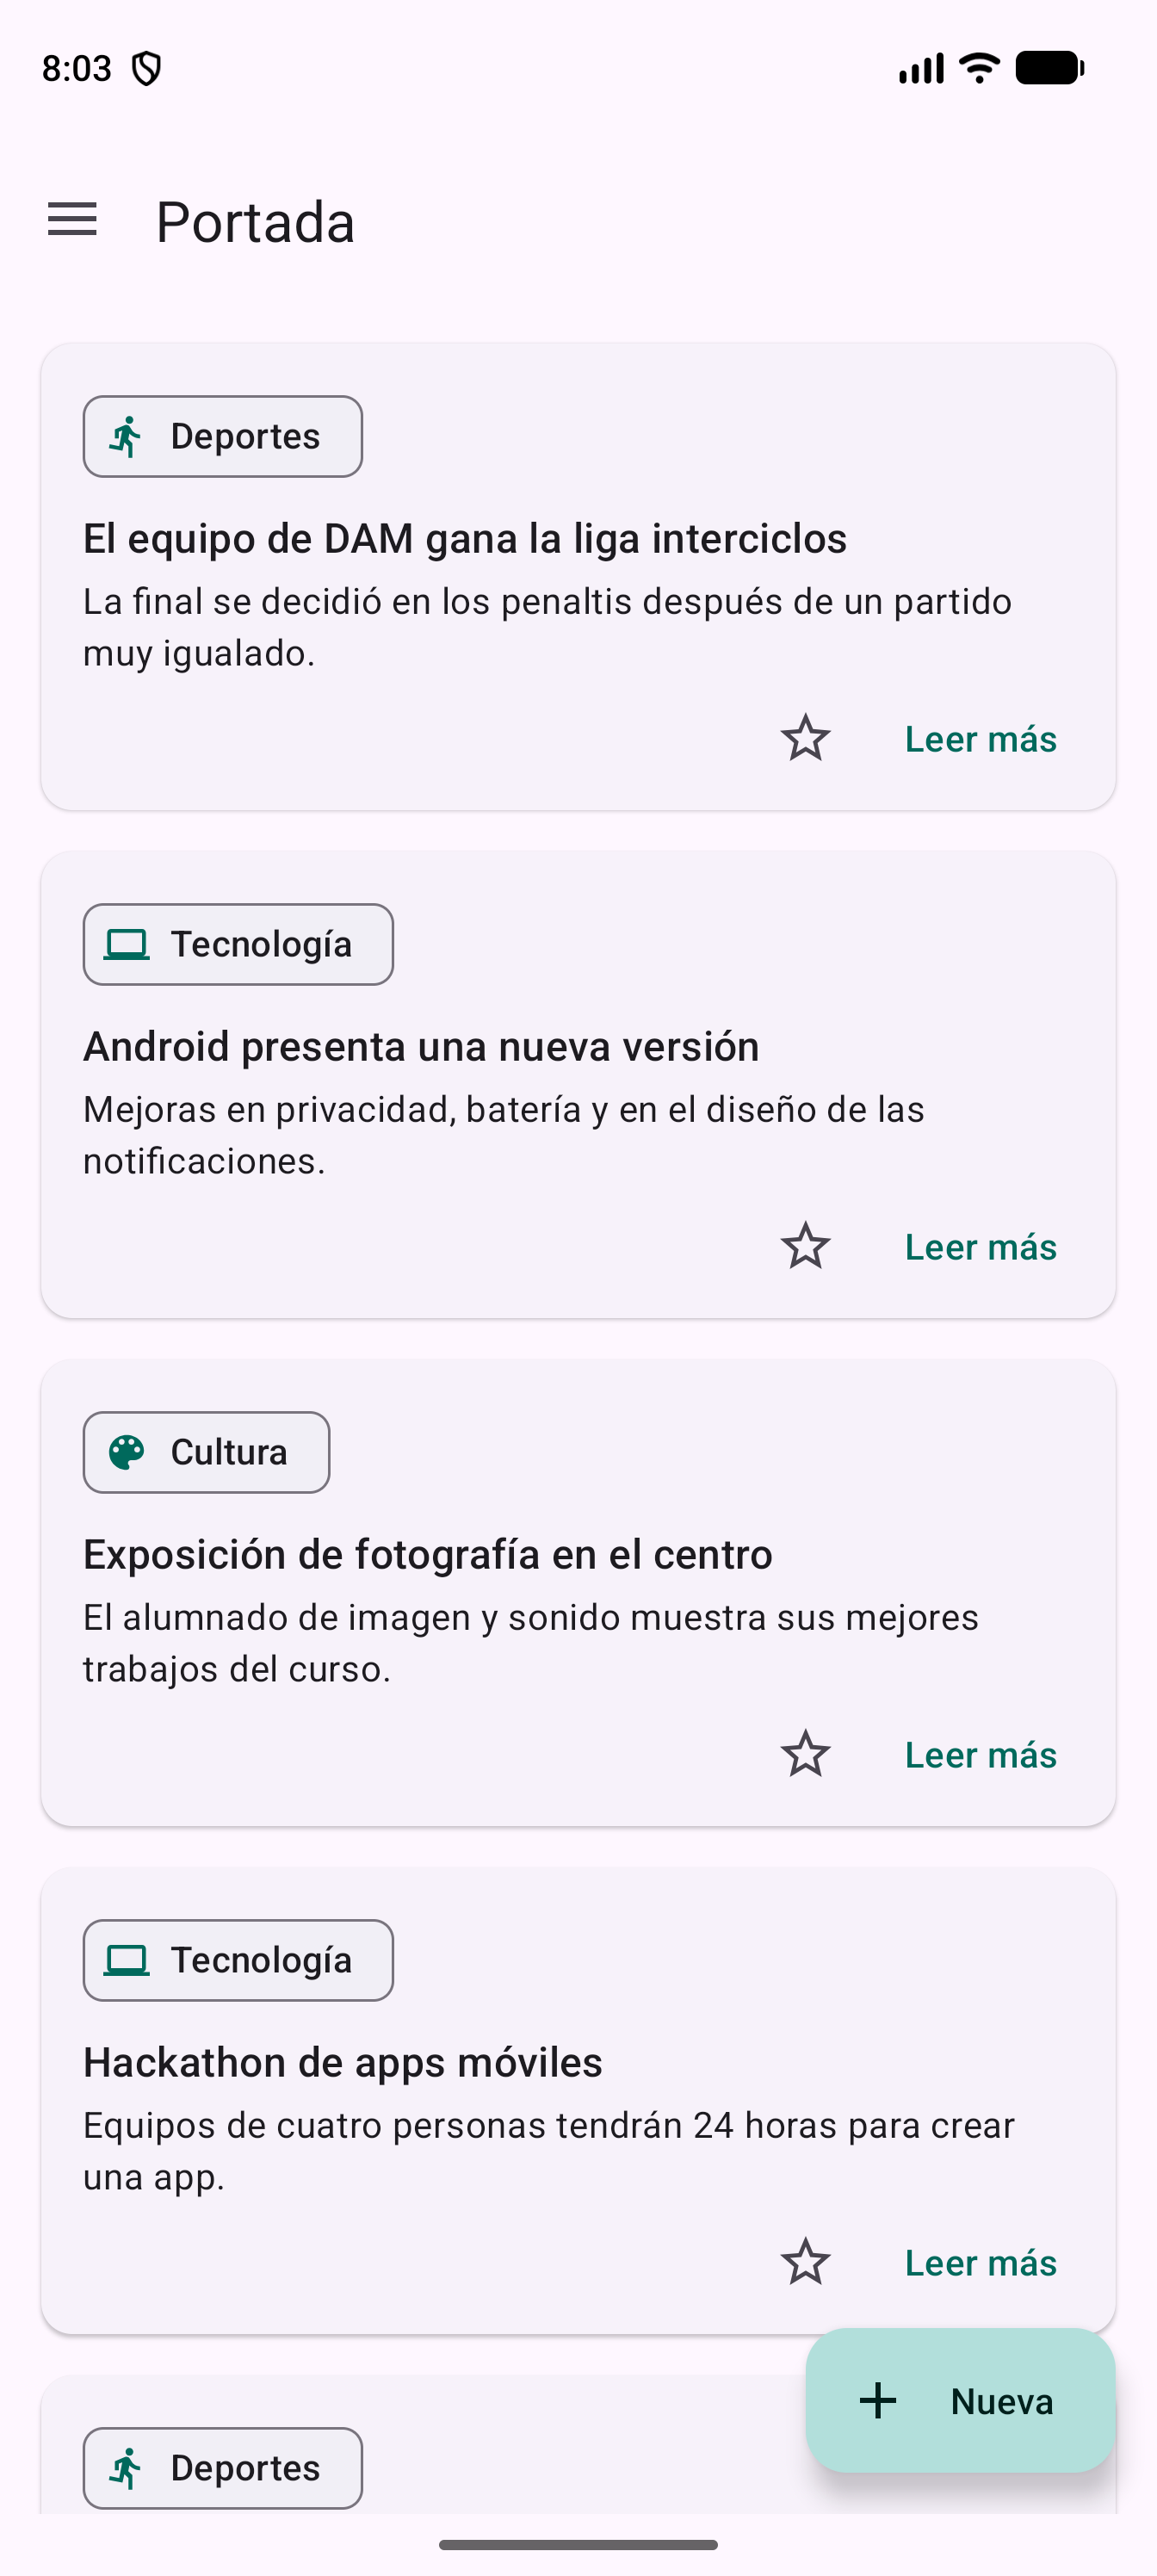 8:03
Portada
Deportes
El equipo de DAM gana la liga interciclos
La final se decidió en los penaltis después de un partido
muy igualado.
Leer más
Tecnología
Android presenta una nueva versión
Mejoras en privacidad, batería y en el diseño de las
notificaciones.
Leer más
Cultura
Exposición de fotografía en el centro
El alumnado de imagen y sonido muestra sus mejores
trabajos del curso.
Leer más
Tecnología
Hackathon de apps móviles
Equipos de cuatro personas tendrán 24 horas para crear
una app.
Leer más
Nueva
Deportes